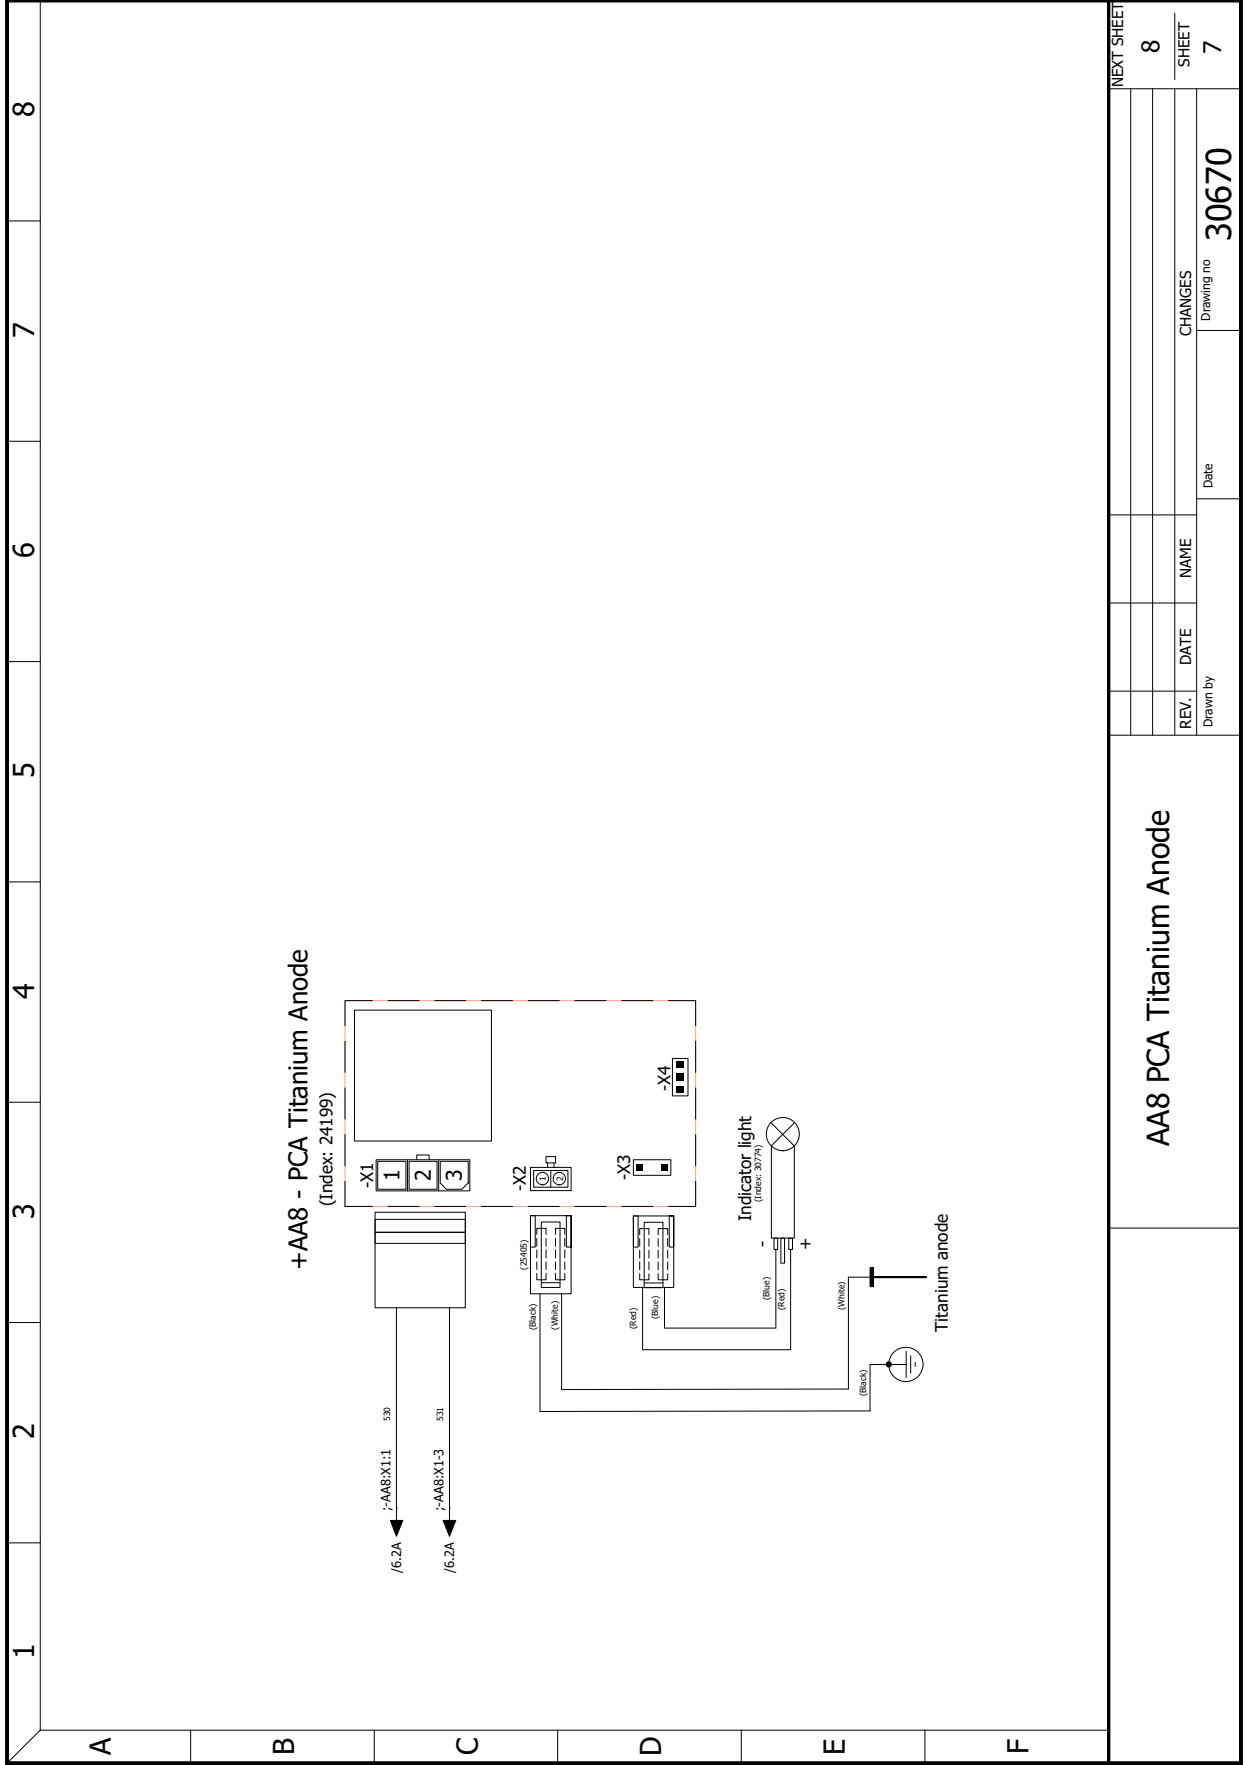 1
2
3
4
5
6
7
8
A
B
C
D
E
F
+AA8 - PCA Titanium Anode
(Index: 24199)
-X1
1
2
3
/6.2A
;-AA8:X1:1
530
/6.2A
;-AA8:X1-3
531
-X2
1
2
(25405)
(Black)
(White)
-X3
-X4
(Red)
(Blue)
Indicator light
(Index: 30774)
-
+
(Blue)
(Red)
(White)
(Black)
Titanium anode
AA8 PCA Titanium Anode
REV.
DATE
NAME
CHANGES
Drawn by
Date
Drawing no
30670
NEXT SHEET
8
SHEET
7